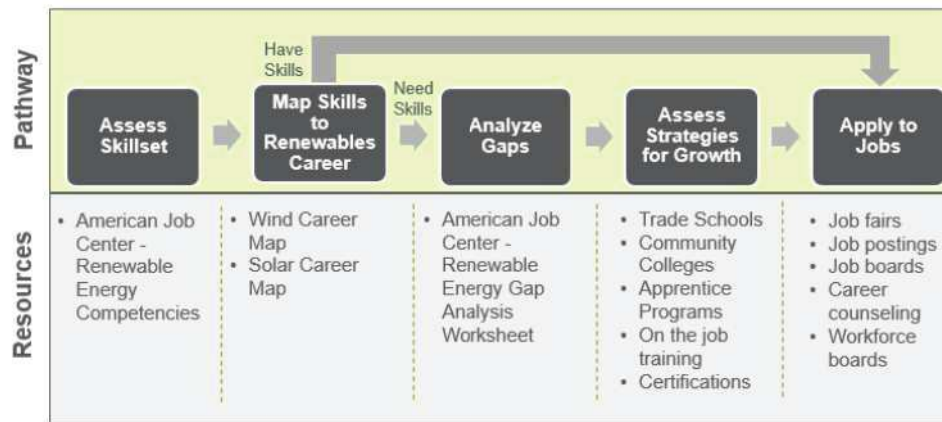 Pathway
Have
Skills
Need
Skills
Assess
Skillset
Map Skills
to
Renewables
Career
Analyze
Gaps
Assess
Strategies
for Growth
Apply to
Jobs
Resources
• American Job
Center -
Renewable
Energy
Competencies
• Wind Career
Map
• Solar Career
Map
• American Job
Center -
Renewable
Energy Gap
Analysis
Worksheet
• Trade Schools
• Community
Colleges
• Apprentice
Programs
• On the job
training
• Certifications
• Job fairs
• Job postings
• Job boards
• Career
counseling
• Workforce
boards